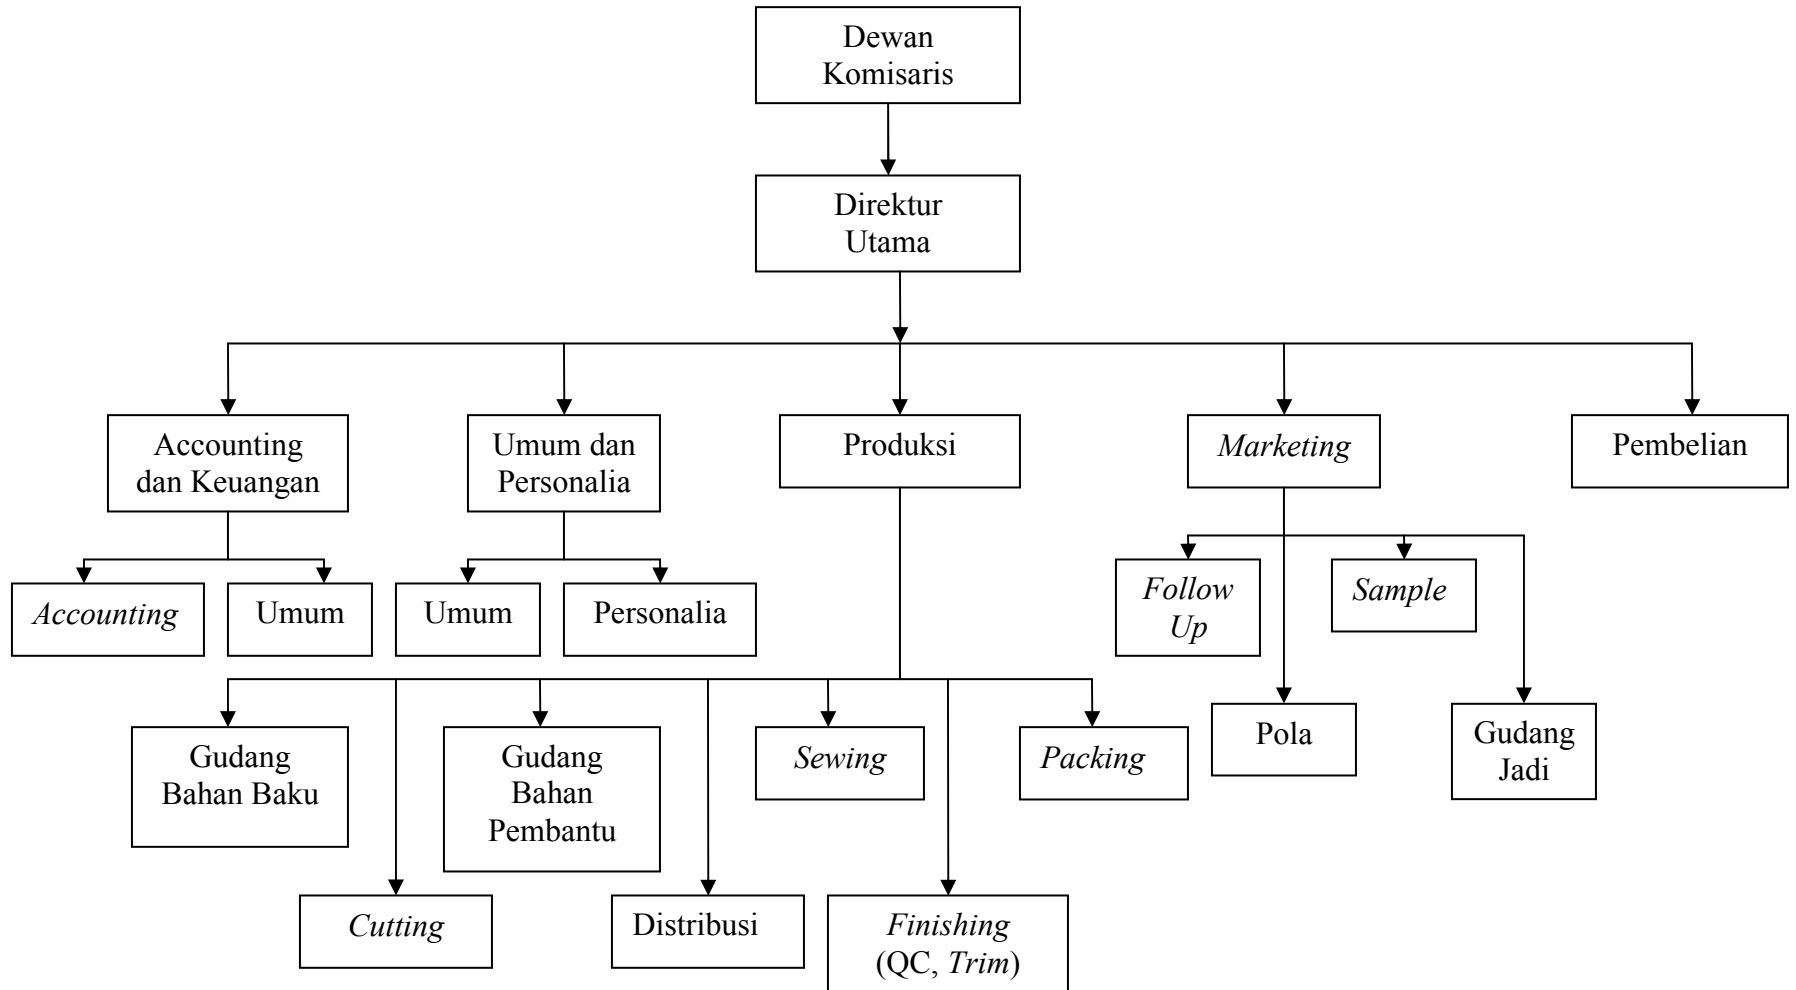 Dewan
Komisaris
Direktur
Utama
Accounting
dan Keuangan
Umum dan
Personalia
Produksi
Marketing
Pembelian
Accounting
Umum
Umum
Personalia
Follow
Up
Sample
Pola
Gudang
Jadi
Gudang
Bahan Baku
Gudang
Bahan
Pembantu
Sewing
Packing
Cutting
Distribusi
Finishing
(QC, Trim)